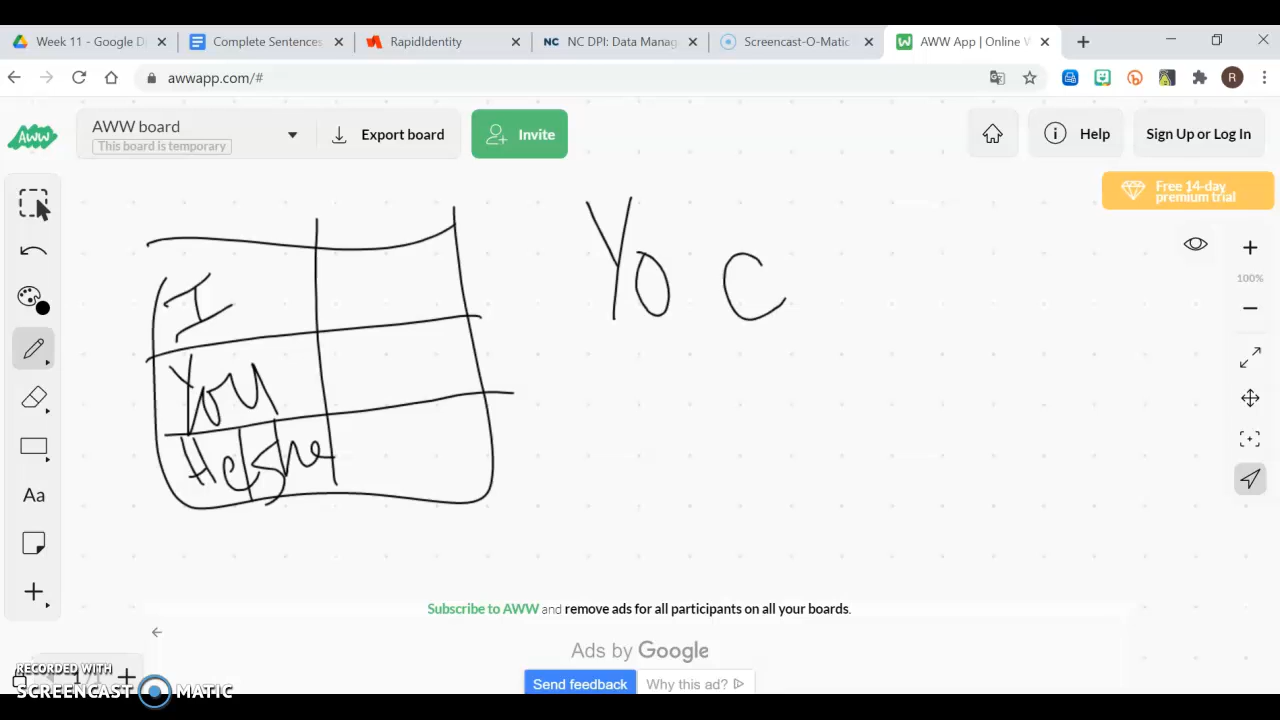 Week 11 - Google D
Complete Sentences
RapidIdentity
NC DPI: Data Manag
Screencast-O-Matic
AWW App | Online W
awwapp.com/#
R
AWW
AWW board
This board is temporary
Export board
Invite
Help
Sign Up or Log In
Free 14-day
premium trial
100%
I
You
He/she
Yo C
Aa
Subscribe to AWW and remove ads for all participants on all your boards.
Ads by Google
Send feedback
Why this ad?
1/1
RECORDED WITH
SCREENCAST MATIC